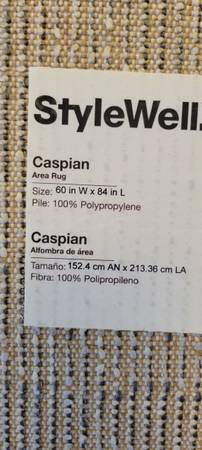 StyleWell.
Caspian
Area Rug
Size: 60 in W x 84 in L
Pile: 100% Polypropylene
Caspian
Alfombra de área
Tamaño: 152.4 cm AN x 213.36 cm LA
Fibra: 100% Polipropileno